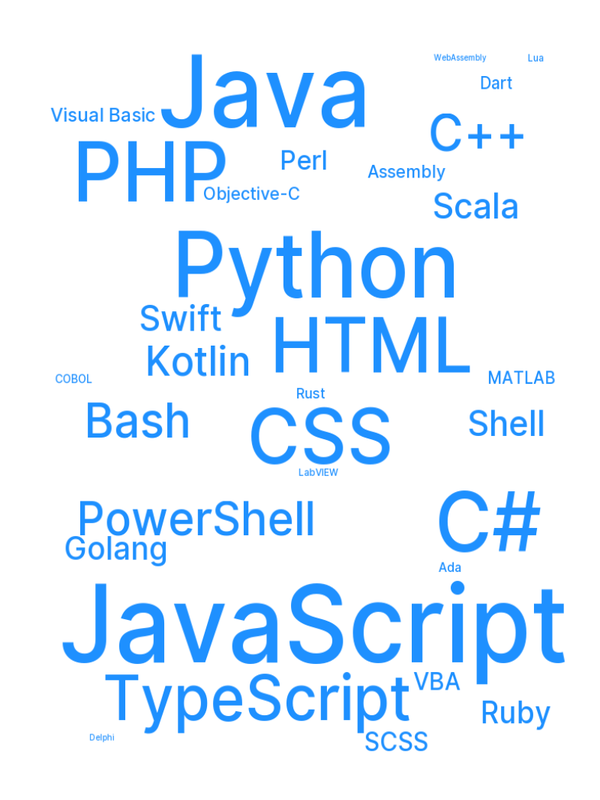 WebAssembly
Lua
Java
Dart
Visual Basic
C++
PHP
Perl
Assembly
Objective-C
Scala
Python
Swift
HTML
Kotlin
COBOL
MATLAB
Rust
Bash
CSS
Shell
LabVIEW
PowerShell
C#
Golang
Ada
JavaScript
TypeScript
VBA
Ruby
Delphi
SCSS